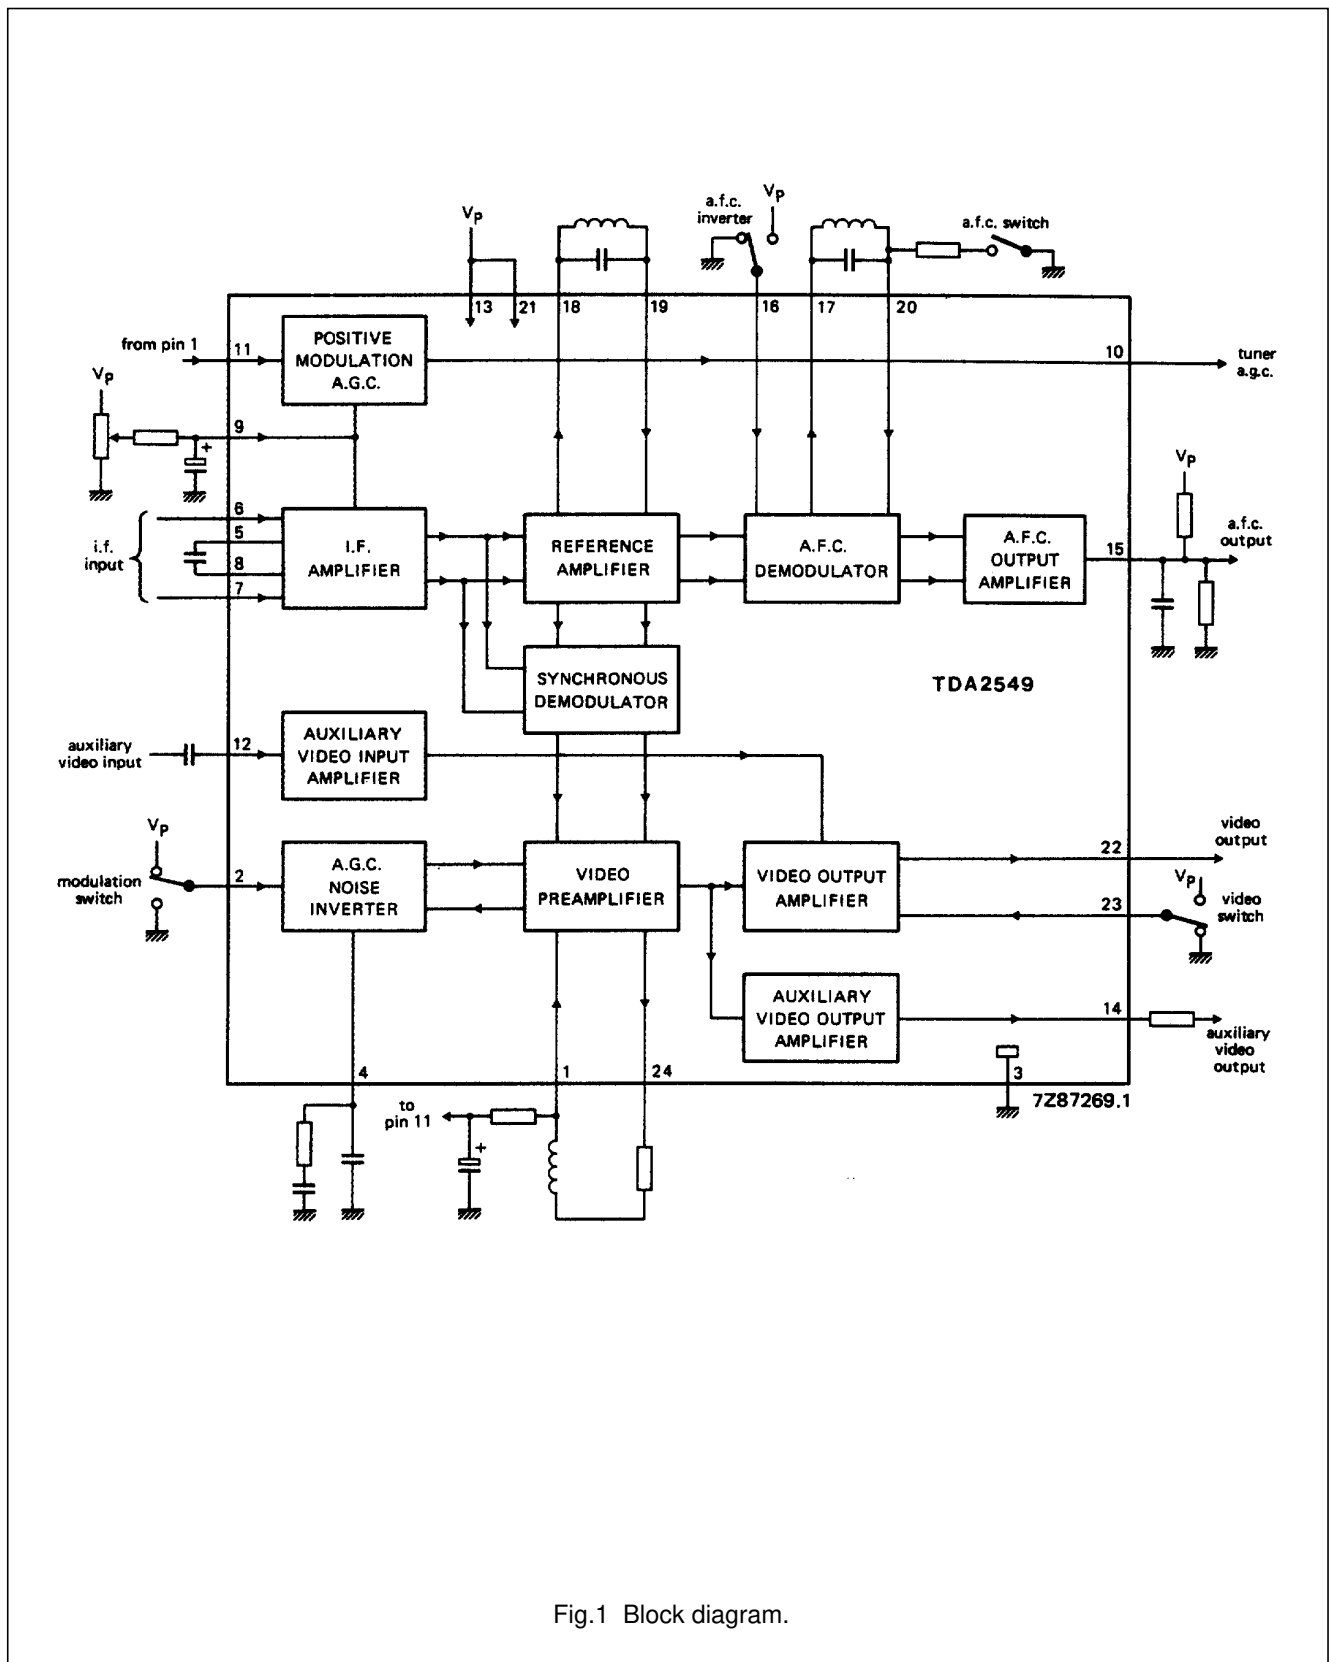 a.f.c.
inverter
Vp
Vp
a.f.c. switch
13
21
18
19
16
17
20
from pin 1
11
POSITIVE
MODULATION
A.G.C.
10
tuner
a.g.c.
Vp
9
+
6
5
8
7
i.f.
input
I.F.
AMPLIFIER
REFERENCE
AMPLIFIER
A.F.C.
DEMODULATOR
A.F.C.
OUTPUT
AMPLIFIER
Vp
15
a.f.c.
output
SYNCHRONOUS
DEMODULATOR
TDA2549
auxiliary
video input
12
AUXILIARY
VIDEO INPUT
AMPLIFIER
Vp
modulation
switch
2
A.G.C.
NOISE
INVERTER
VIDEO
PREAMPLIFIER
VIDEO OUTPUT
AMPLIFIER
22
video
output
23
Vp
video
switch
AUXILIARY
VIDEO OUTPUT
AMPLIFIER
14
auxiliary
video
output
4
1
24
3
7Z87269.1
to
pin 11
+
Fig.1 Block diagram.